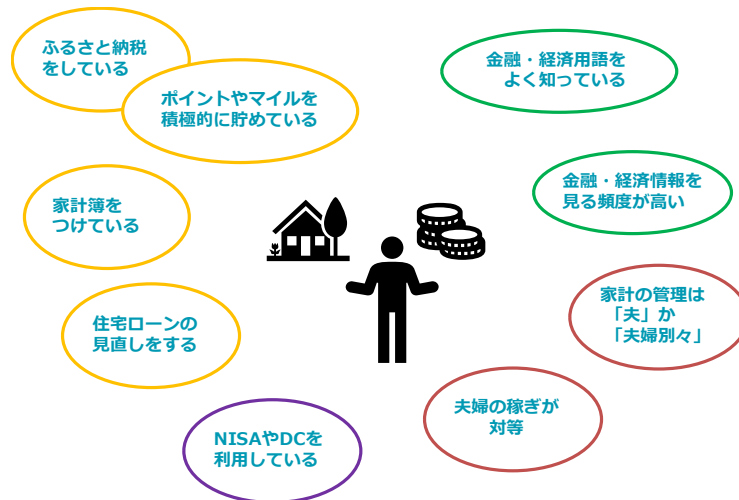 ふるさと納税
をしている
ポイントやマイルを
積極的に貯めている
家計簿を
つけている
住宅ローンの
見直しをする
NISAやDCを
利用している
金融・経済用語を
よく知っている
金融・経済情報を
見る頻度が高い
家計の管理は
「夫」か
「夫婦別々」
夫婦の稼ぎが
対等